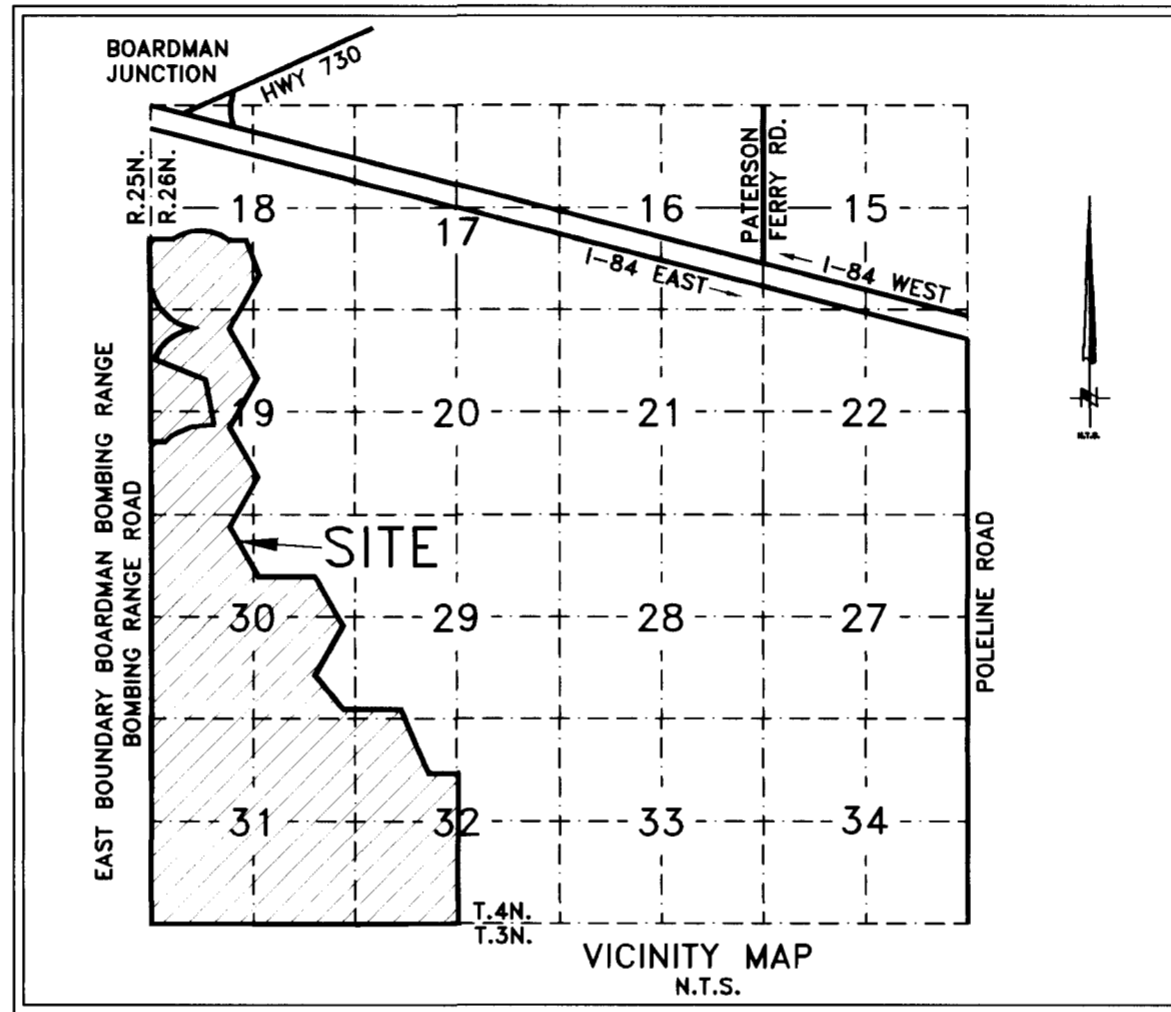 BOARDMAN
JUNCTION
HWY 730
R.25N.
R.26N.
PATERSON
FERRY RD.
18
17
16
15
I-84 EAST
I-84 WEST
EAST BOUNDARY BOARDMAN BOMBING RANGE
BOMBING RANGE ROAD
19
20
21
22
N
N.T.S.
SITE
30
29
28
27
POLELINE ROAD
31
32
33
34
T.4N.
T.3N.
VICINITY MAP
N.T.S.